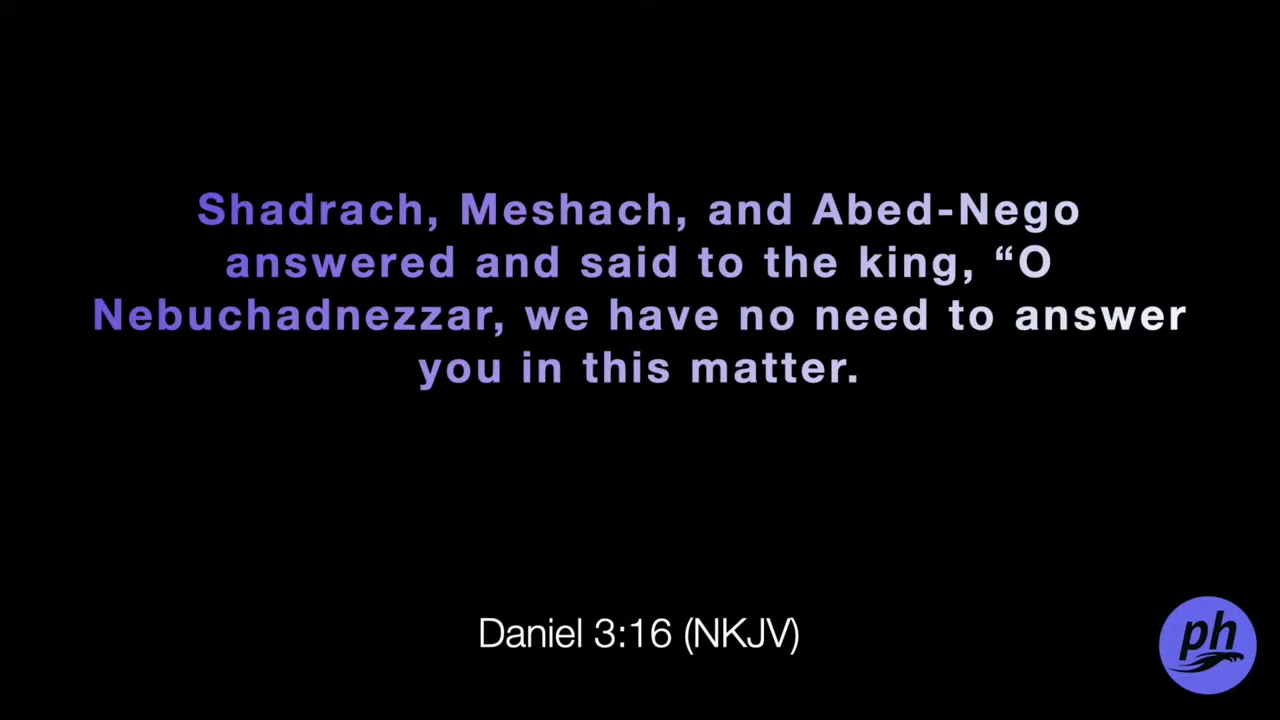 Shadrach, Meshach, and Abed-Nego
answered and said to the king, “O
Nebuchadnezzar, we have no need to answer
you in this matter.
Daniel 3:16 (NKJV)
ph